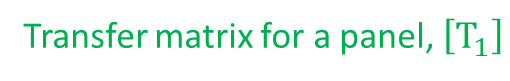 Transfer matrix for a panel, [T₁]